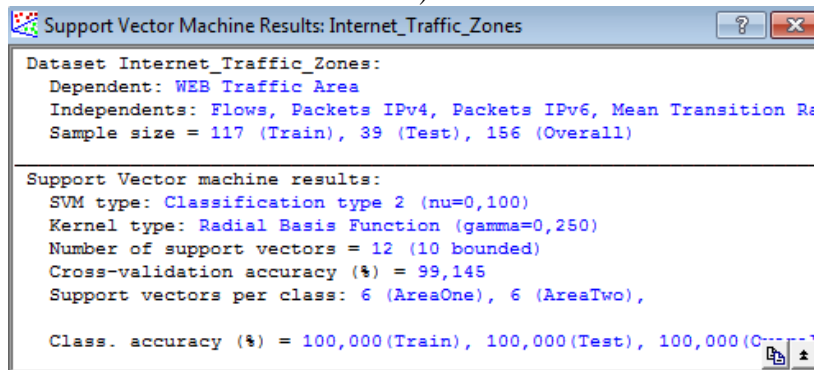 Support Vector Machine Results: Internet_Traffic_Zones
Dataset Internet_Traffic_Zones:
Dependent: WEB Traffic Area
Independents: Flows, Packets IPv4, Packets IPv6, Mean Transition Ra
Sample size = 117 (Train), 39 (Test), 156 (Overall)
Support Vector machine results:
SVM type: Classification type 2 (nu=0,100)
Kernel type: Radial Basis Function (gamma=0,250)
Number of support vectors = 12 (10 bounded)
Cross-validation accuracy (%) = 99,145
Support vectors per class: 6 (AreaOne), 6 (AreaTwo),
Class. accuracy (%) = 100,000(Train), 100,000(Test), 100,000